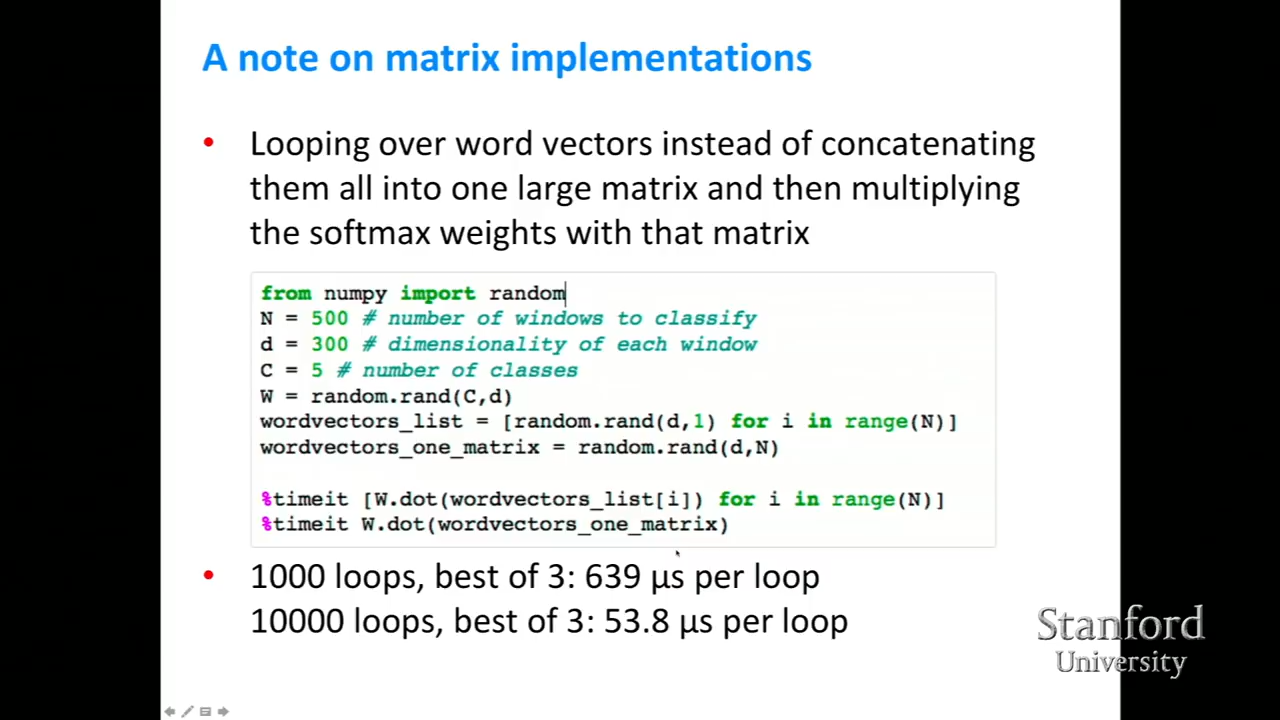 A note on matrix implementations
• Looping over word vectors instead of concatenating
them all into one large matrix and then multiplying
the softmax weights with that matrix
from numpy import random
N = 500 # number of windows to classify
d = 300 # dimensionality of each window
C = 5 # number of classes
W = random.rand(C,d)
wordvectors_list = [random.rand(d,1) for i in range(N)]
wordvectors_one_matrix = random.rand(d,N)
%timeit [W.dot(wordvectors_list[i]) for i in range(N)]
%timeit W.dot(wordvectors_one_matrix)
• 1000 loops, best of 3: 639 µs per loop
10000 loops, best of 3: 53.8 µs per loop
Stanford
University